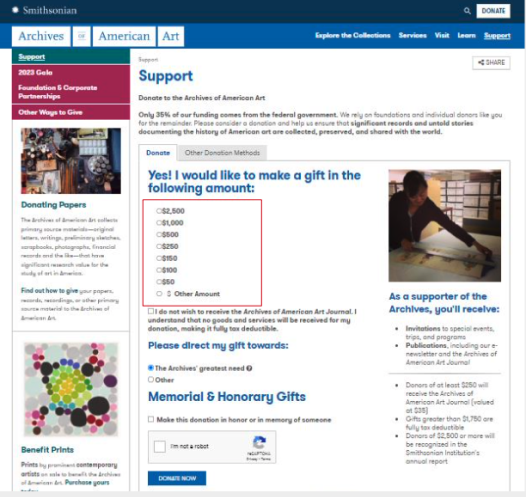 Smithsonian
DONATE
Archives OF American Art
Explore the Collections Services Visit Learn Support
Support
2023 Gala
Foundation & Corporate
Partnerships
Other Ways to Give
Donating Papers
The Archives of American Art collects
primary source materials—original
letters, writings, preliminary sketches,
scrapbooks, photographs, financial
records and the like—that have
significant research value for the
study of art in America.
Find out how to give your papers,
records, recordings, or other primary
source material to the Archives of
American Art.
Benefit Prints
Prints by prominent contemporary
artists on sale to benefit the Archives
of American Art. Purchase yours
today!
Support
SHARE
Support
Donate to the Archives of American Art
Only 35% of our funding comes from the federal government. We rely on foundations and individual donors like you
for the remainder. Please consider a donation and help us ensure that significant records and untold stories
documenting the history of American art are collected, preserved, and shared with the world.
Donate
Other Donation Methods
Yes! I would like to make a gift in the
following amount:
$2,500
$1,000
$500
$250
$150
$100
$50
$ Other Amount
I do not wish to receive the Archives of American Art Journal. I
understand that no goods and services will be received for my
donation, making it fully tax deductible.
Please direct my gift towards:
The Archives' greatest need
Other
Memorial & Honorary Gifts
Make this donation in honor or in memory of someone
I'm not a robot
reCAPTCHA
Privacy - Terms
DONATE NOW
As a supporter of the
Archives, you'll receive:
• Invitations to special events,
trips, and programs
• Publications, including our e-
newsletter and the Archives of
American Art Journal
• Donors of at least $250 will
receive the Archives of
American Art Journal (valued
at $35)
• Gifts greater than $1,750 are
fully tax deductible
• Donors of $2,500 or more will
be recognized in the
Smithsonian Institution's
annual report